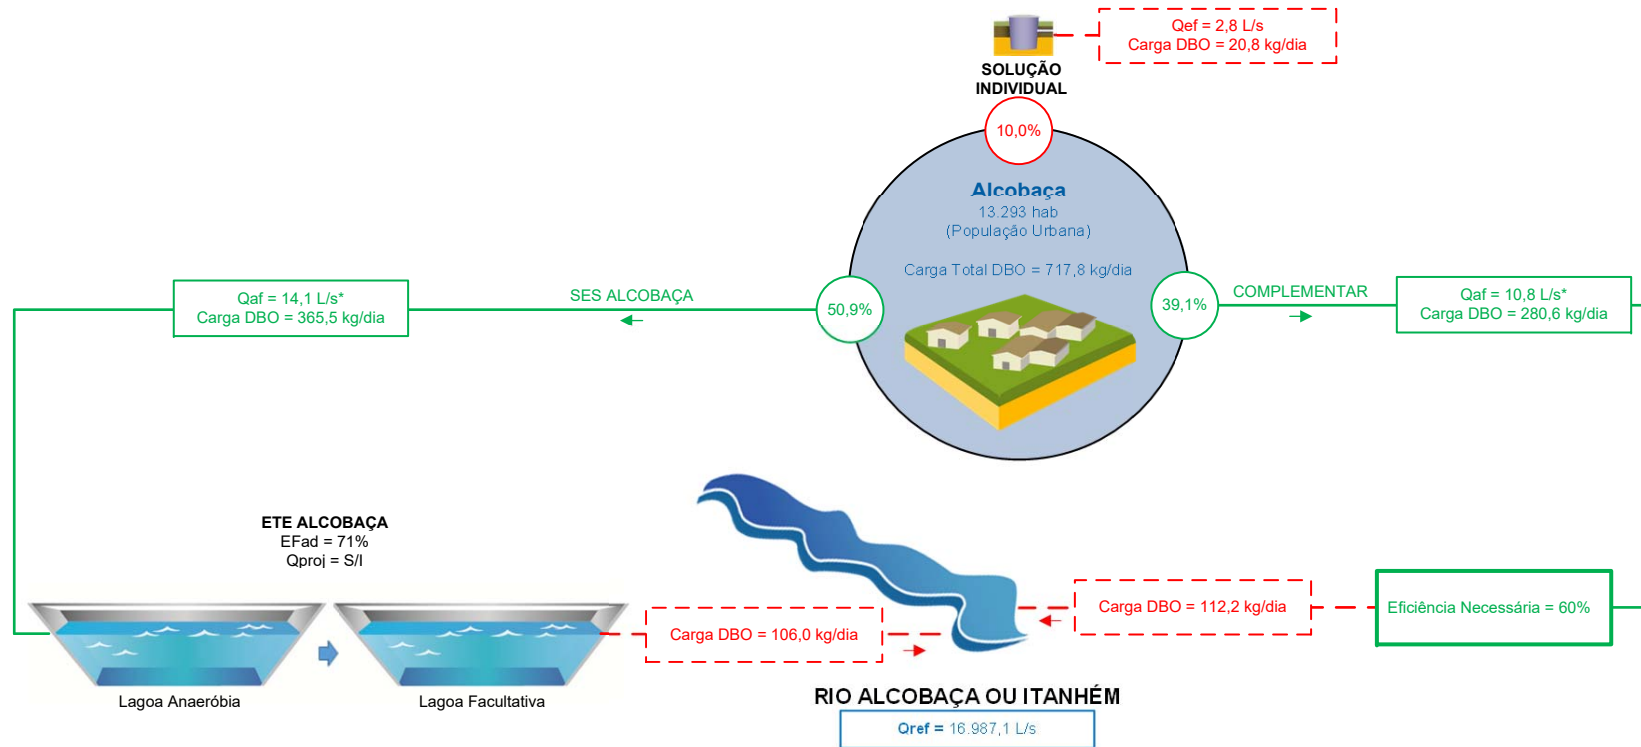 Qef = 2,8 L/s
Carga DBO = 20,8 kg/dia
SOLUÇÃO
INDIVIDUAL
10,0%
Alcobaça
13.293 hab
(População Urbana)
Carga Total DBO = 717,8 kg/dia
Qaf = 14,1 L/s*
Carga DBO = 365,5 kg/dia
SES ALCOBAÇA
50,9%
39,1%
COMPLEMENTAR
Qaf = 10,8 L/s*
Carga DBO = 280,6 kg/dia
ETE ALCOBAÇA
EFad = 71%
Qproj = S/I
Carga DBO = 106,0 kg/dia
Carga DBO = 112,2 kg/dia
Eficiência Necessária = 60%
Lagoa Anaeróbia
Lagoa Facultativa
RIO ALCOBAÇA OU ITANHÉM
Qref = 16.987,1 L/s